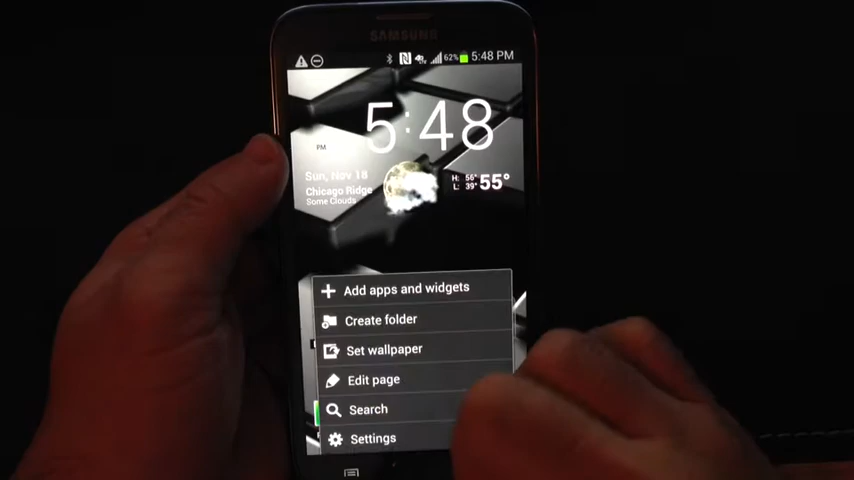 SAMSUNG
62% 5:48 PM
5:48
PM
Sun, Nov 18
Chicago Ridge
Some Clouds
H: 56°
L: 39°
55°
Add apps and widgets
Create folder
Set wallpaper
Edit page
Search
Settings